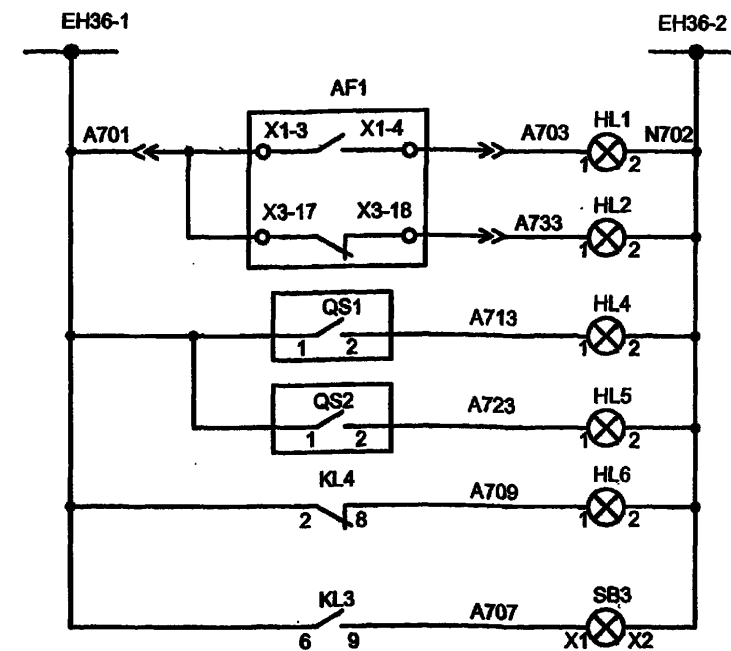 EH36-1 EH36-2
AF1
A701 X1-3 X1-4 A703 HL1 N702
1 2
X3-17 X3-18 A733 HL2
1 2
QS1 A713 HL4
1 2 1 2
QS2 A723 HL5
1 2 1 2
KL4 A709 HL6
2 8 1 2
KL3 A707 SB3
6 9 X1 X2